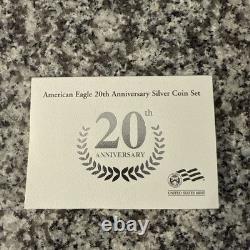 American Eagle 20th Anniversary Silver Coin Set
20th
ANNIVERSARY
UNITED STATES MINT